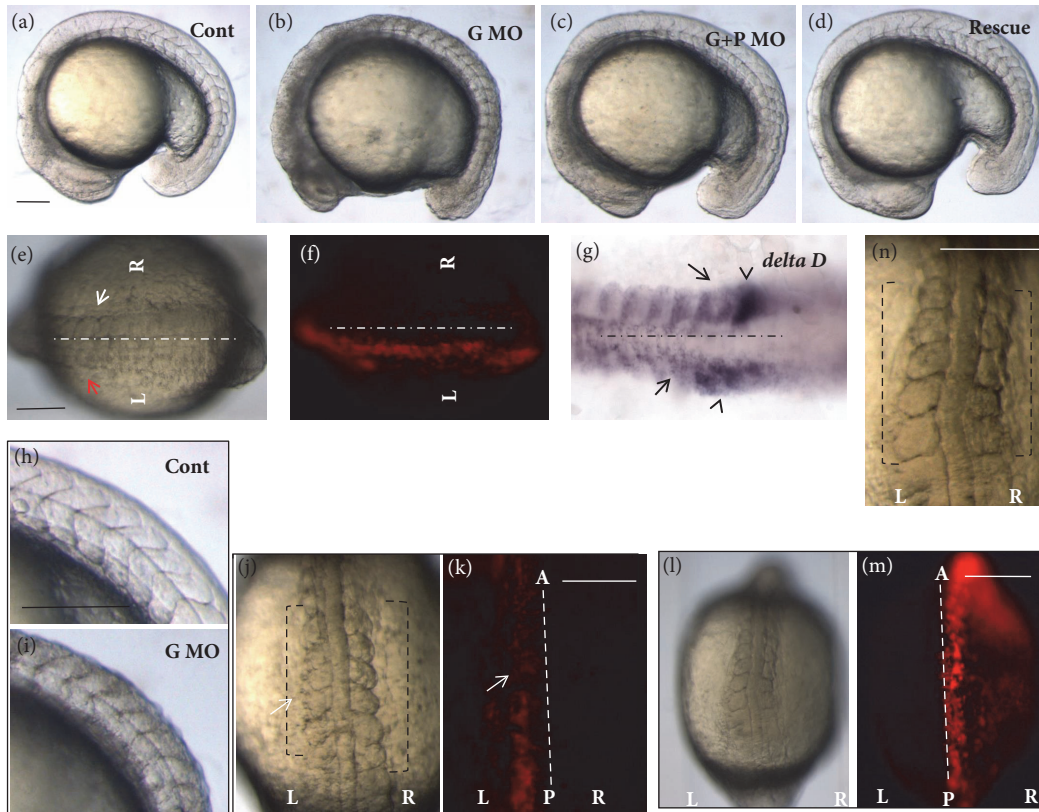 (a)
Cont
(b)
G MO
(c)
G+P MO
(d)
Rescue
(e)
R
L
(f)
R
L
(g)
delta D
(n)
L
R
(h)
Cont
(i)
G MO
(j)
L
R
(k)
A
L
P
R
(l)
L
R
(m)
A
L
P
R